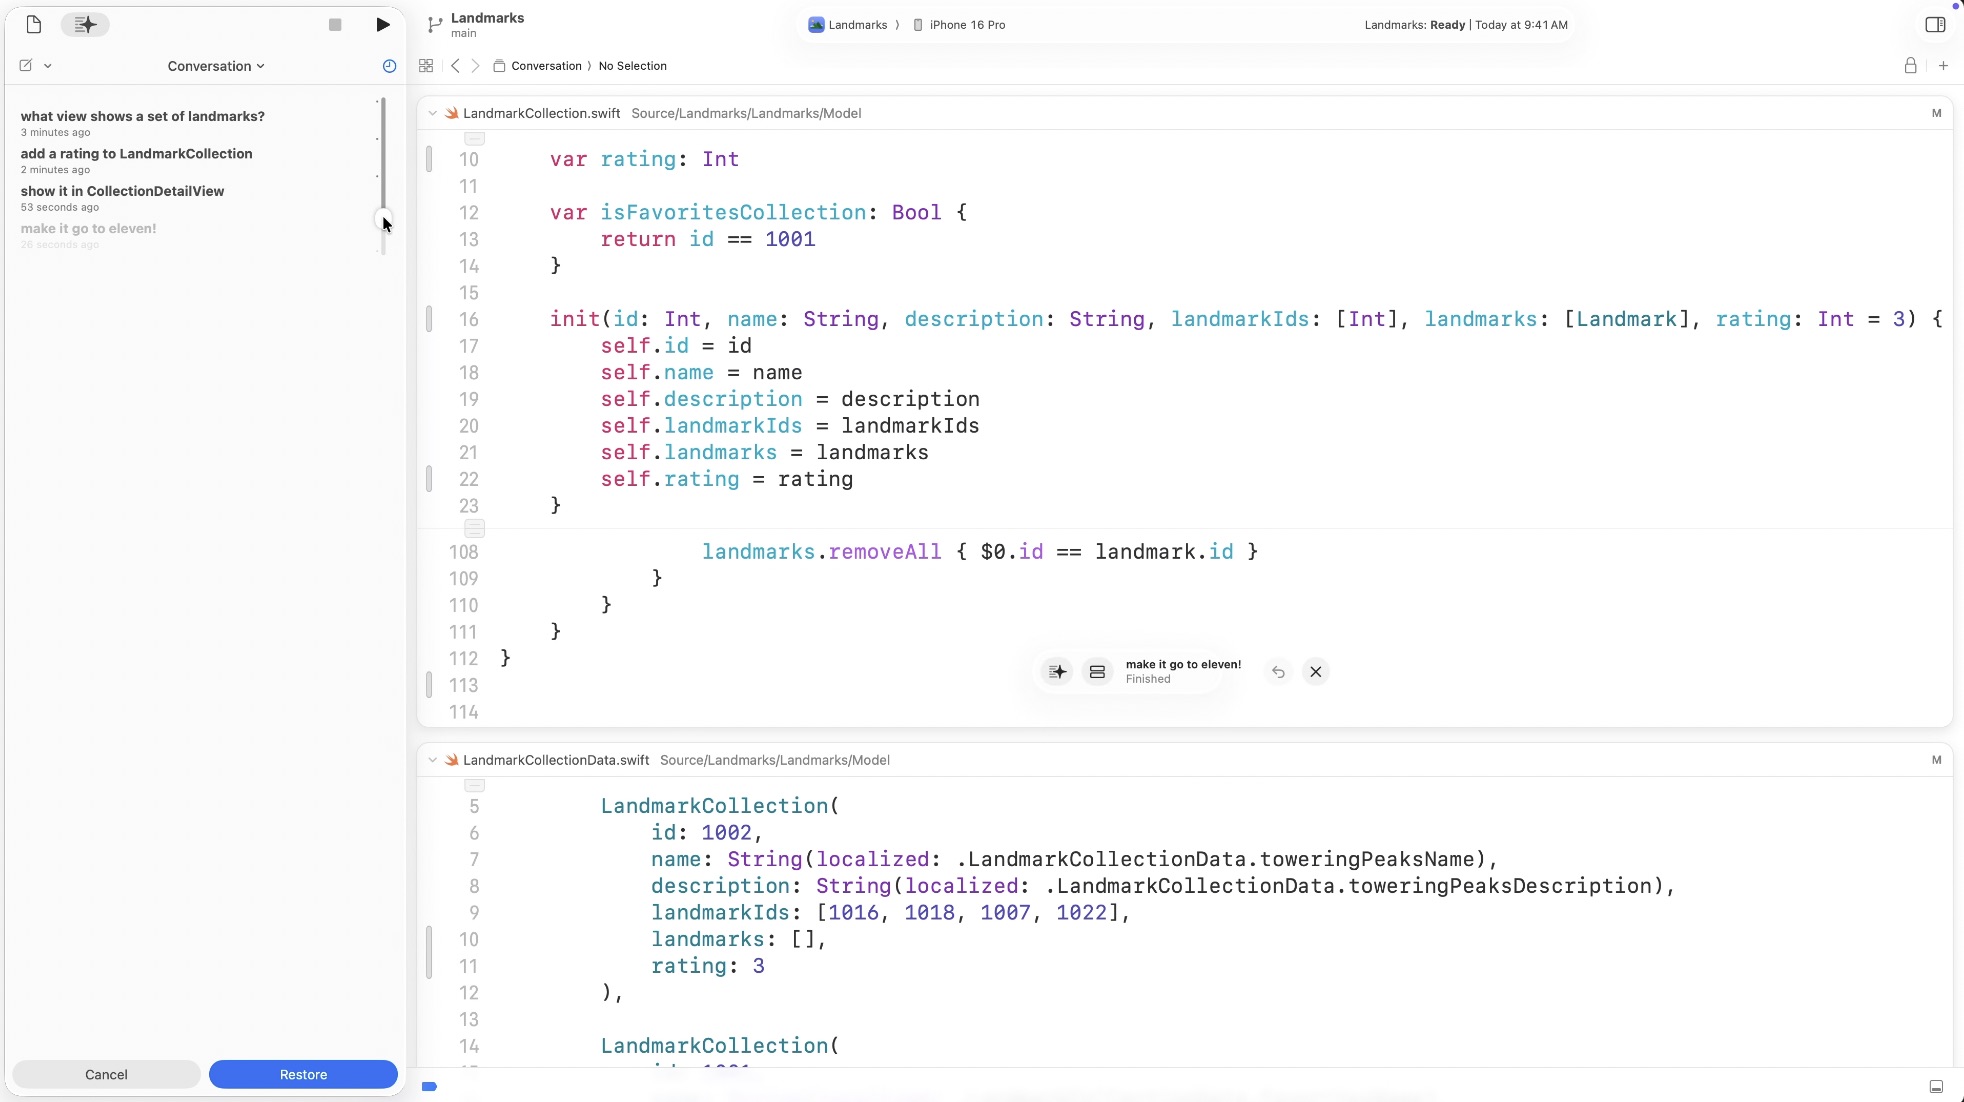 Landmarks
main
Landmarks 〉 iPhone 16 Pro
Landmarks: Ready | Today at 9:41 AM
Conversation
Conversation 〉 No Selection
what view shows a set of landmarks?
3 minutes ago
add a rating to LandmarkCollection
2 minutes ago
show it in CollectionDetailView
53 seconds ago
make it go to eleven!
26 seconds ago
Cancel
Restore
LandmarkCollection.swift Source/Landmarks/Landmarks/Model M
10 var rating: Int
11
12 var isFavoritesCollection: Bool {
13 return id == 1001
14 }
15
16 init(id: Int, name: String, description: String, landmarkIds: [Int], landmarks: [Landmark], rating: Int = 3) {
17 self.id = id
18 self.name = name
19 self.description = description
20 self.landmarkIds = landmarkIds
21 self.landmarks = landmarks
22 self.rating = rating
23 }
108 landmarks.removeAll { $0.id == landmark.id }
109 }
110 }
111 }
112 }
113
114
make it go to eleven!
Finished
LandmarkCollectionData.swift Source/Landmarks/Landmarks/Model M
5 LandmarkCollection(
6 id: 1002,
7 name: String(localized: .LandmarkCollectionData.toweringPeaksName),
8 description: String(localized: .LandmarkCollectionData.toweringPeaksDescription),
9 landmarkIds: [1016, 1018, 1007, 1022],
10 landmarks: [],
11 rating: 3
12 ),
13
14 LandmarkCollection(